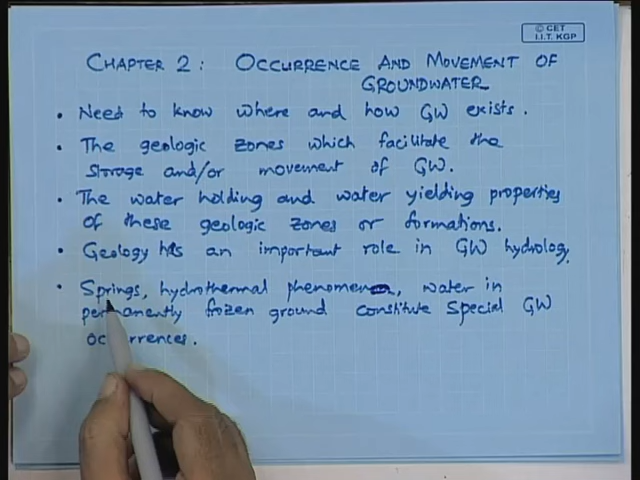 © CET
I.I.T. KGP
CHAPTER 2 : OCCURRENCE AND MOVEMENT OF
GROUNDWATER
• Need to know where and how GW exists.
• The geologic zones which facilitate the
storage and/or movement of GW.
• The water holding and water yielding properties
of these geologic zones or formations.
• Geology has an important role in GW hydrology.
• Springs, hydrothermal phenomena, water in
permanently frozen ground constitute special GW
occurrences.